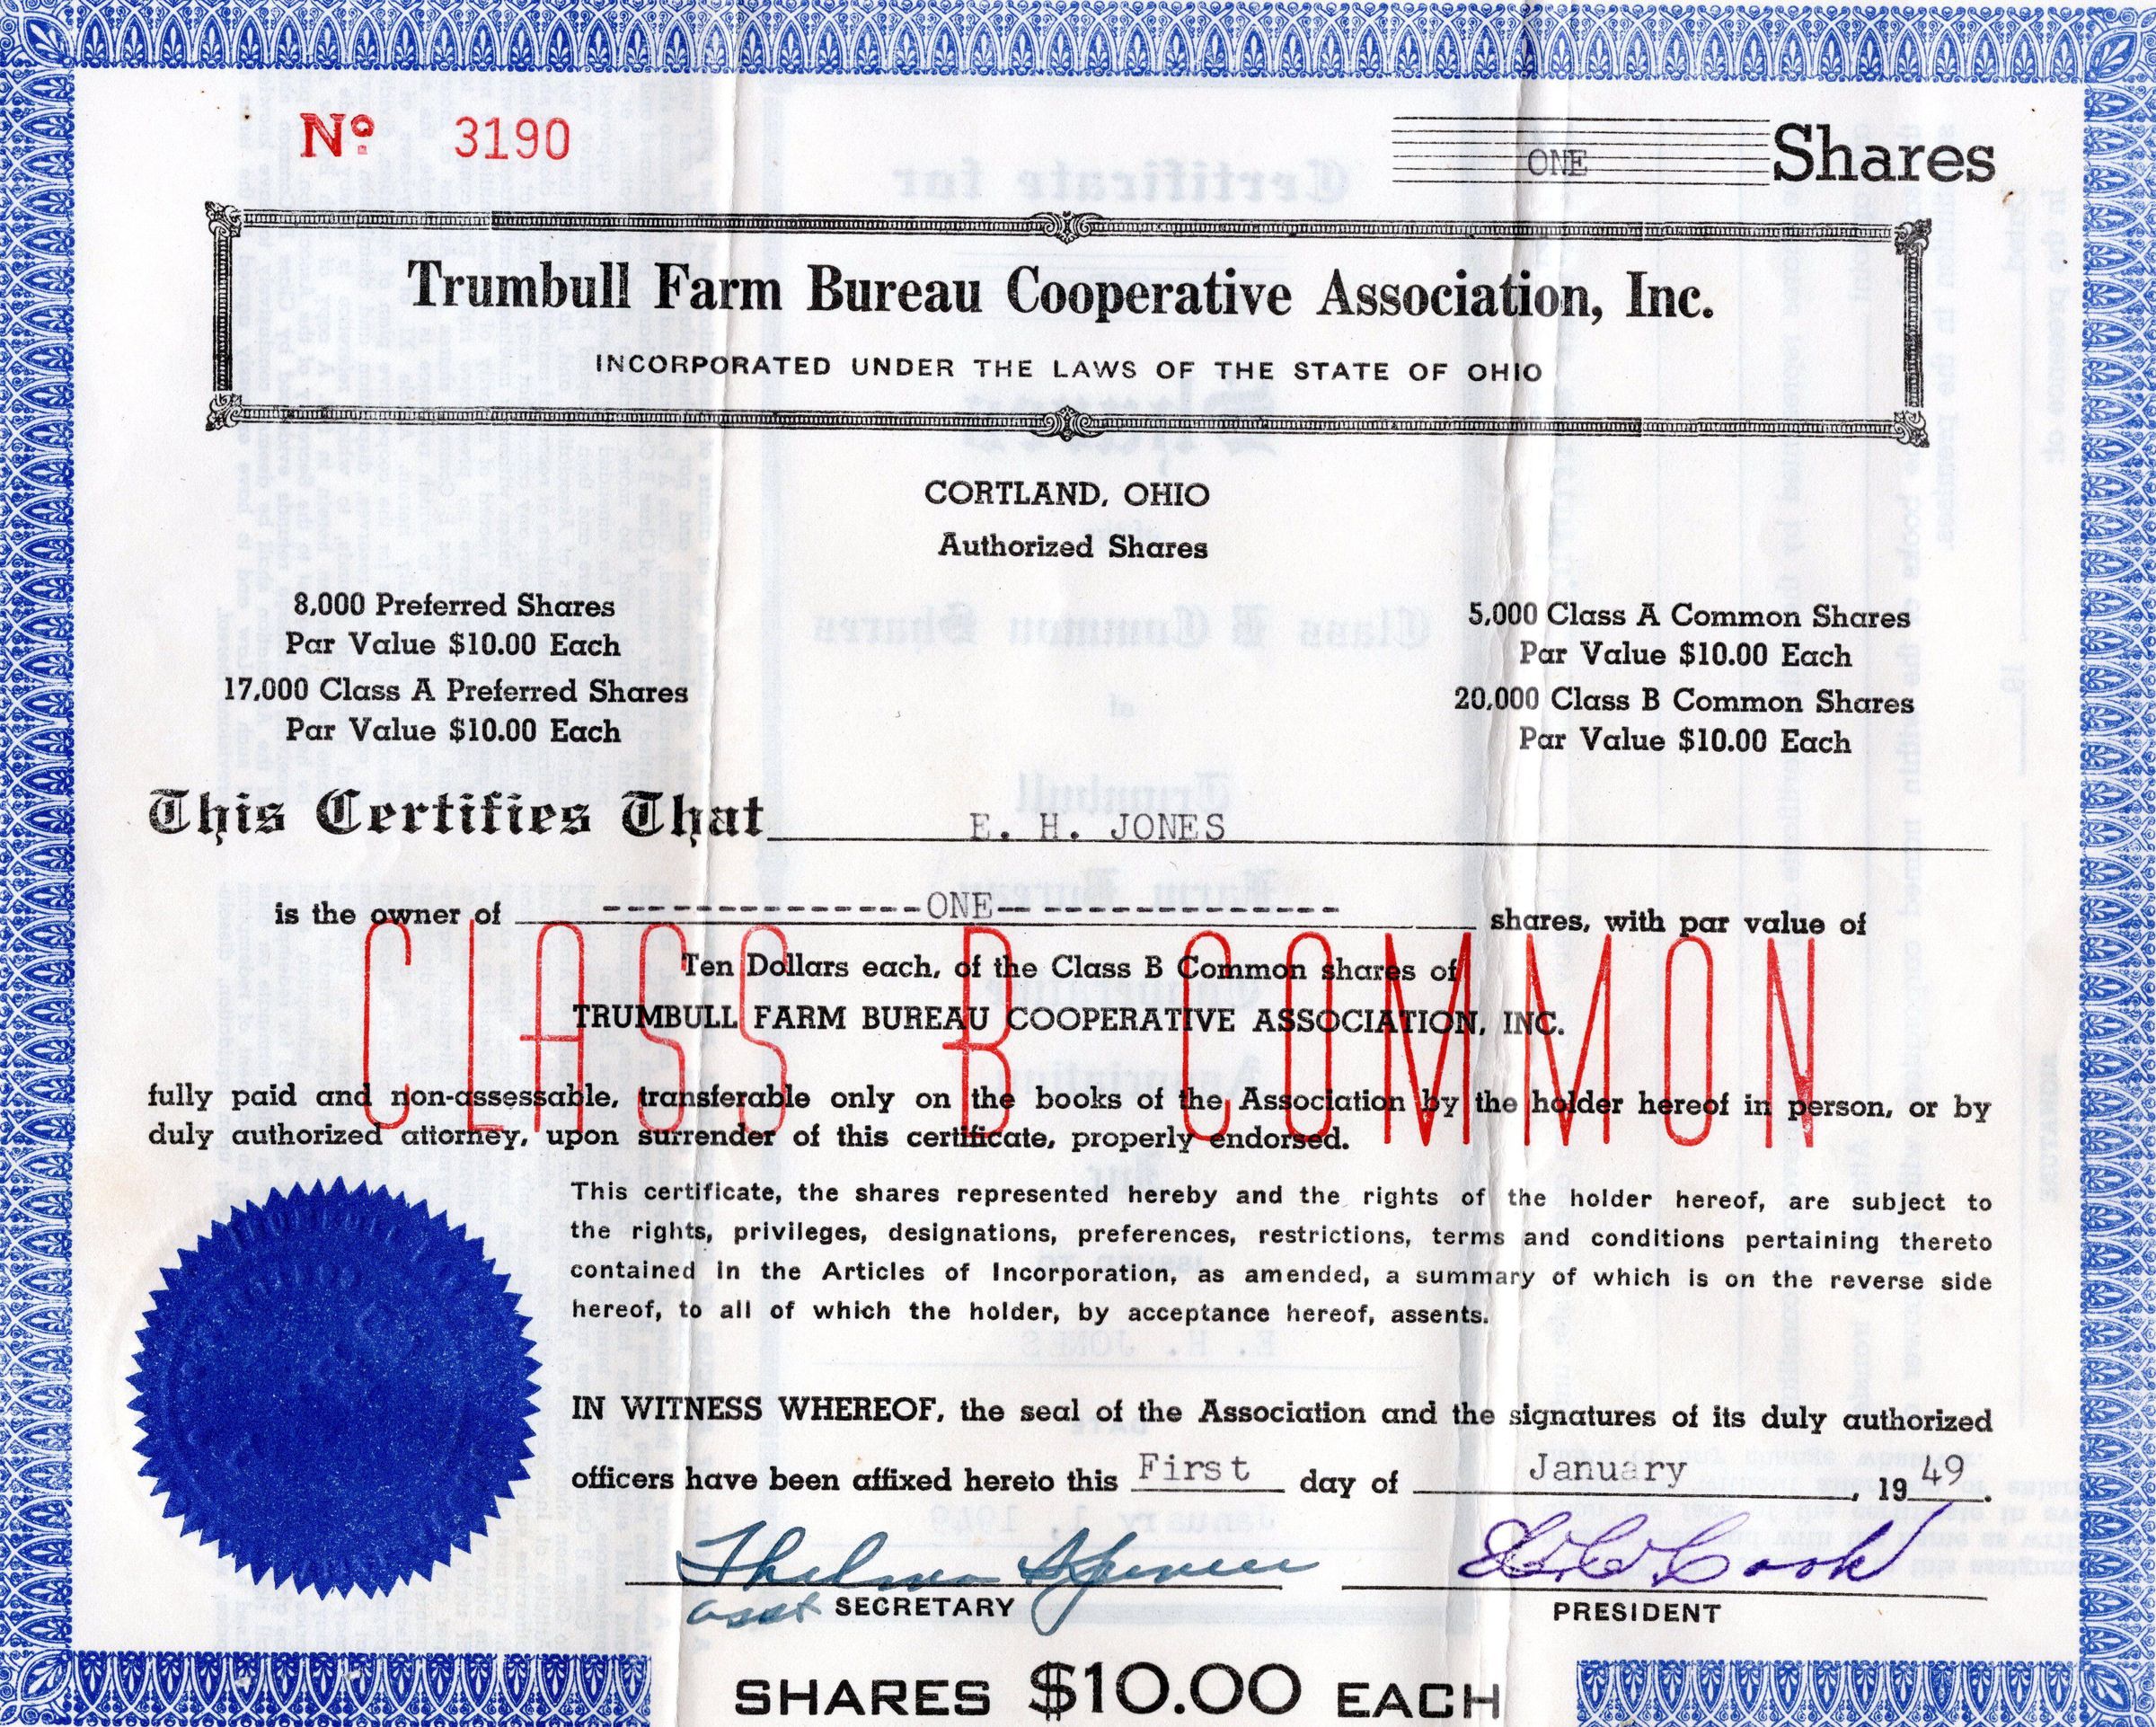 Nº 3190
ONE Shares
Trumbull Farm Bureau Cooperative Association, Inc.
INCORPORATED UNDER THE LAWS OF THE STATE OF OHIO
CORTLAND, OHIO
Authorized Shares
8,000 Preferred Shares
Par Value $10.00 Each
17,000 Class A Preferred Shares
Par Value $10.00 Each
5,000 Class A Common Shares
Par Value $10.00 Each
20,000 Class B Common Shares
Par Value $10.00 Each
This Certifies That E. H. JONES
is the owner of ---------------ONE--------------- shares, with par value of
CLASS B COMMON
Ten Dollars each, of the Class B Common shares of
TRUMBULL FARM BUREAU COOPERATIVE ASSOCIATION, INC.
fully paid and non-assessable, transferable only on the books of the Association by the holder hereof in person, or by
duly authorized attorney, upon surrender of this certificate, properly endorsed.
This certificate, the shares represented hereby and the rights of the holder hereof, are subject to
the rights, privileges, designations, preferences, restrictions, terms and conditions pertaining thereto
contained in the Articles of Incorporation, as amended, a summary of which is on the reverse side
hereof, to all of which the holder, by acceptance hereof, assents.
IN WITNESS WHEREOF, the seal of the Association and the signatures of its duly authorized
officers have been affixed hereto this First day of January, 1949.
Thelma Spencer
Cook
asst SECRETARY
PRESIDENT
SHARES $10.00 EACH